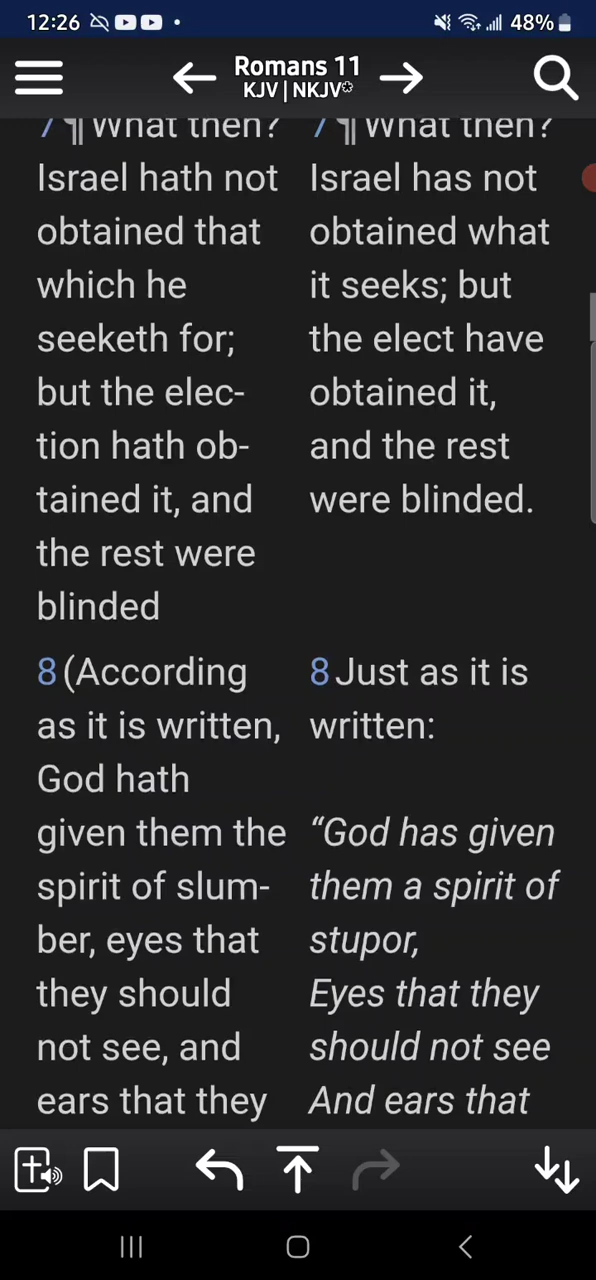 12:26
48%
Romans 11
KJV | NKJV
7 ¶ What then?
Israel hath not
obtained that
which he
seeketh for;
but the elec-
tion hath ob-
tained it, and
the rest were
blinded
8 (According
as it is written,
God hath
given them the
spirit of slum-
ber, eyes that
they should
not see, and
ears that they
7 ¶ What then?
Israel has not
obtained what
it seeks; but
the elect have
obtained it,
and the rest
were blinded.
8 Just as it is
written:
“God has given
them a spirit of
stupor,
Eyes that they
should not see
And ears that